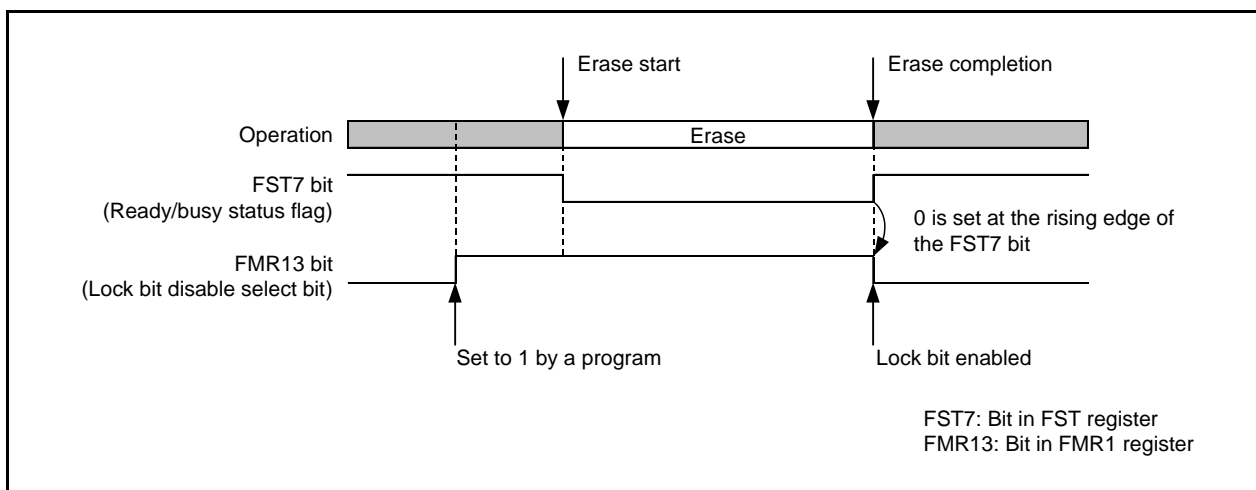 Erase start
Erase completion
Operation
Erase
FST7 bit
(Ready/busy status flag)
0 is set at the rising edge of
the FST7 bit
FMR13 bit
(Lock bit disable select bit)
Set to 1 by a program
Lock bit enabled
FST7: Bit in FST register
FMR13: Bit in FMR1 register